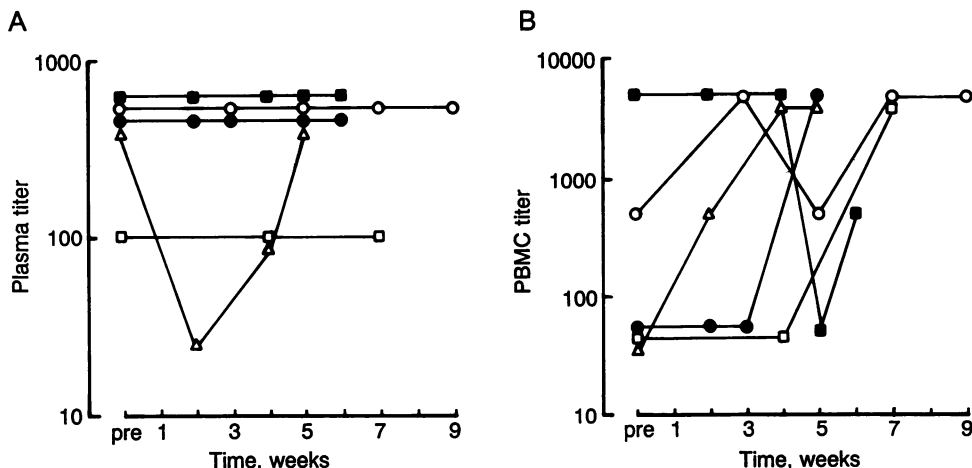 A
1000
100
10
Plasma titer
pre 1 3 5 7 9
Time, weeks
B
10000
1000
100
10
PBMC titer
pre 1 3 5 7 9
Time, weeks